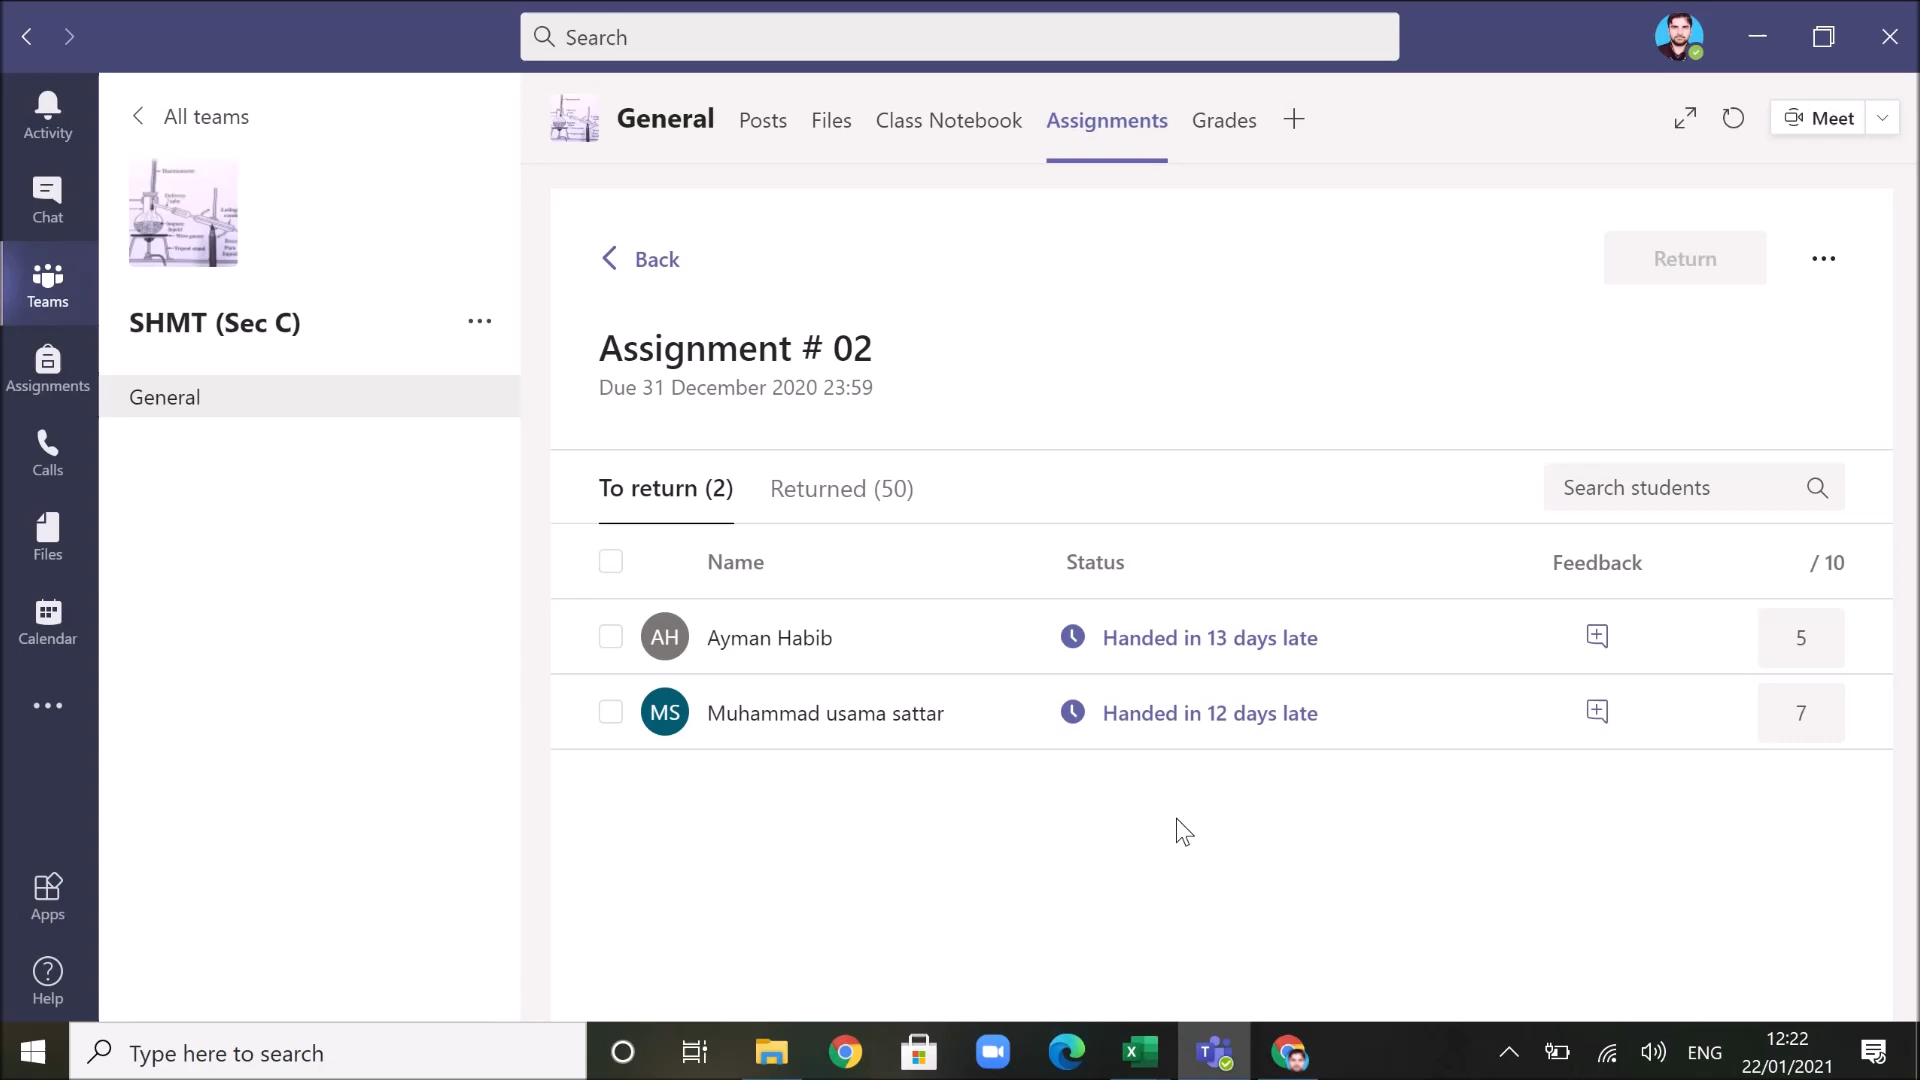 Search
Activity
Chat
Teams
Assignments
Calls
Files
Calendar
Apps
Help
All teams
SHMT (Sec C)
General
General
Posts
Files
Class Notebook
Assignments
Grades
Meet
Back
Return
Assignment # 02
Due 31 December 2020 23:59
To return (2)
Returned (50)
Search students
Name
Status
Feedback
/ 10
AH
Ayman Habib
Handed in 13 days late
5
MS
Muhammad usama sattar
Handed in 12 days late
7
Type here to search
ENG
12:22
22/01/2021